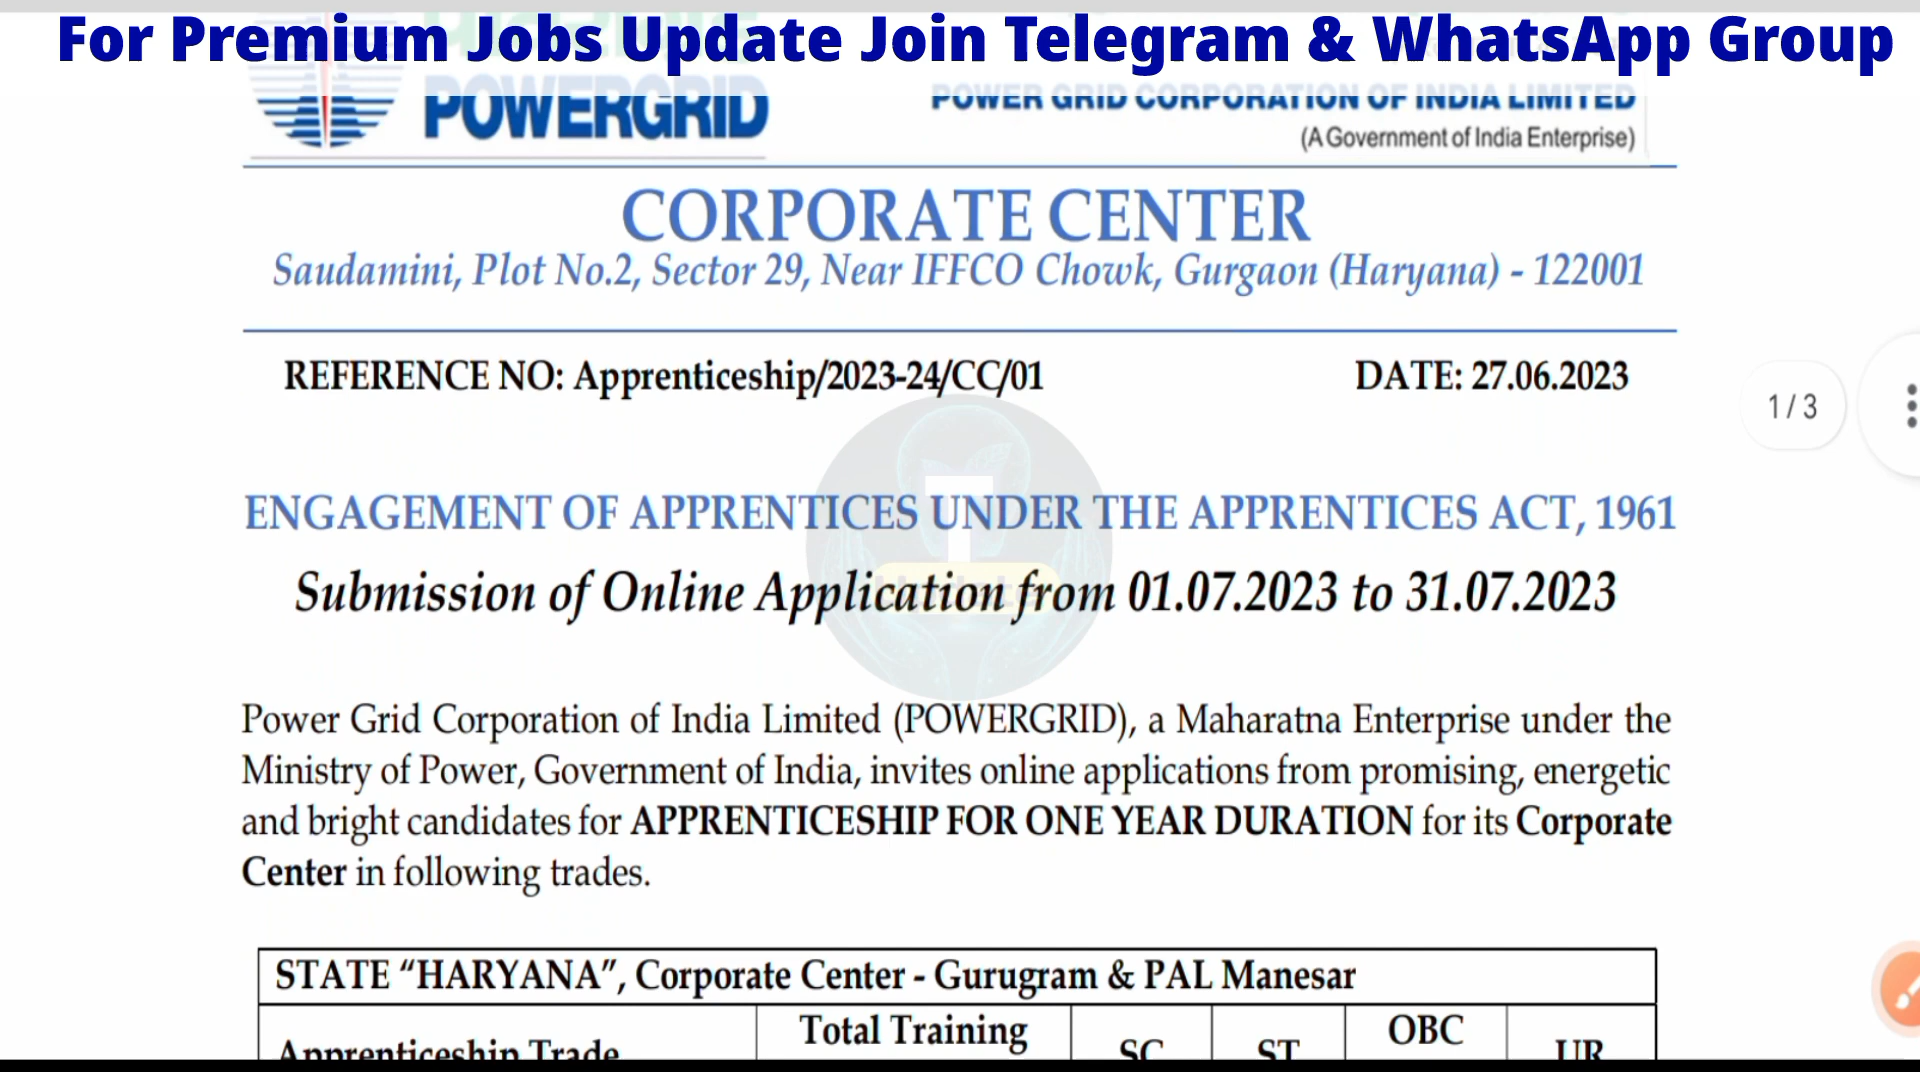 For Premium Jobs Update Join Telegram & WhatsApp Group
POWERGRID
POWER GRID CORPORATION OF INDIA LIMITED
(A Government of India Enterprise)
CORPORATE CENTER
Saudamini, Plot No.2, Sector 29, Near IFFCO Chowk, Gurgaon (Haryana) - 122001
REFERENCE NO: Apprenticeship/2023-24/CC/01
DATE: 27.06.2023
1 / 3
ENGAGEMENT OF APPRENTICES UNDER THE APPRENTICES ACT, 1961
Submission of Online Application from 01.07.2023 to 31.07.2023
Power Grid Corporation of India Limited (POWERGRID), a Maharatna Enterprise under the
Ministry of Power, Government of India, invites online applications from promising, energetic
and bright candidates for APPRENTICESHIP FOR ONE YEAR DURATION for its Corporate
Center in following trades.
STATE “HARYANA”, Corporate Center - Gurugram & PAL Manesar
Total Training
OBC
Apprenticeship Trade
SC
ST
UR